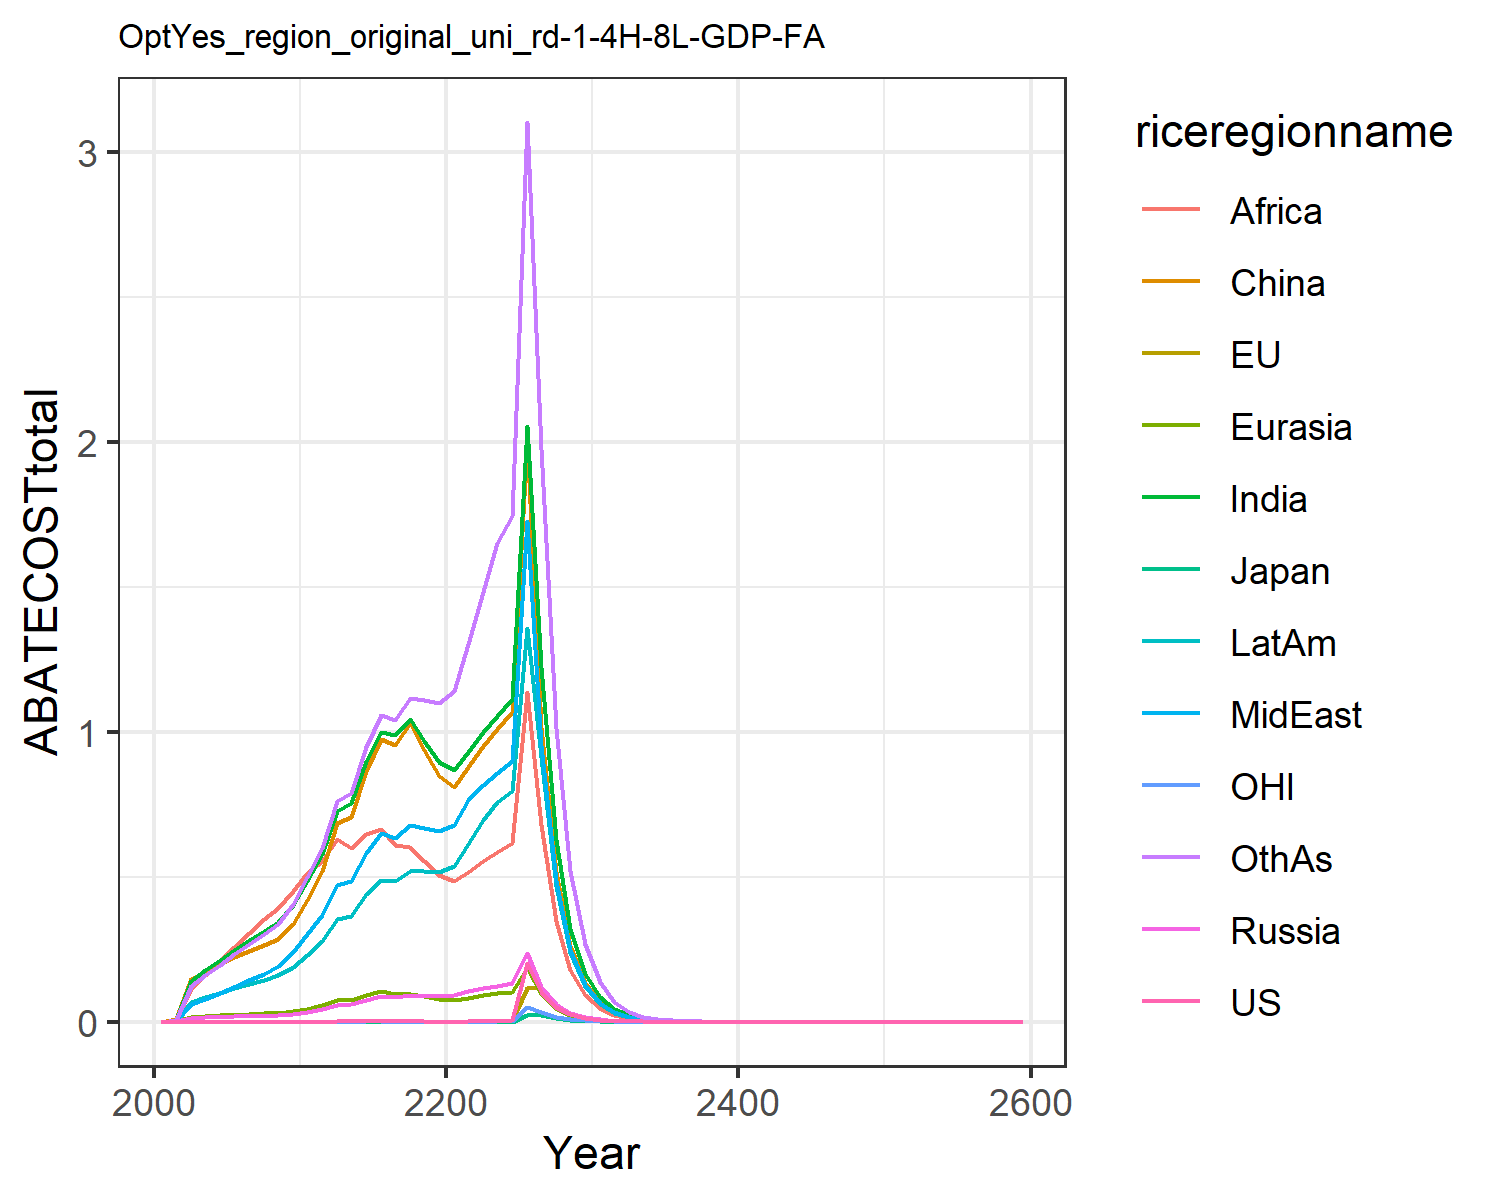 OptYes_region_original_uni_rd-1-4H-8L-GDP-FA
riceregionname
Africa
China
EU
Eurasia
India
Japan
LatAm
MidEast
OHI
OthAs
Russia
US
ABATECOSTtotal
3
2
1
0
2000 2200 2400 2600
Year